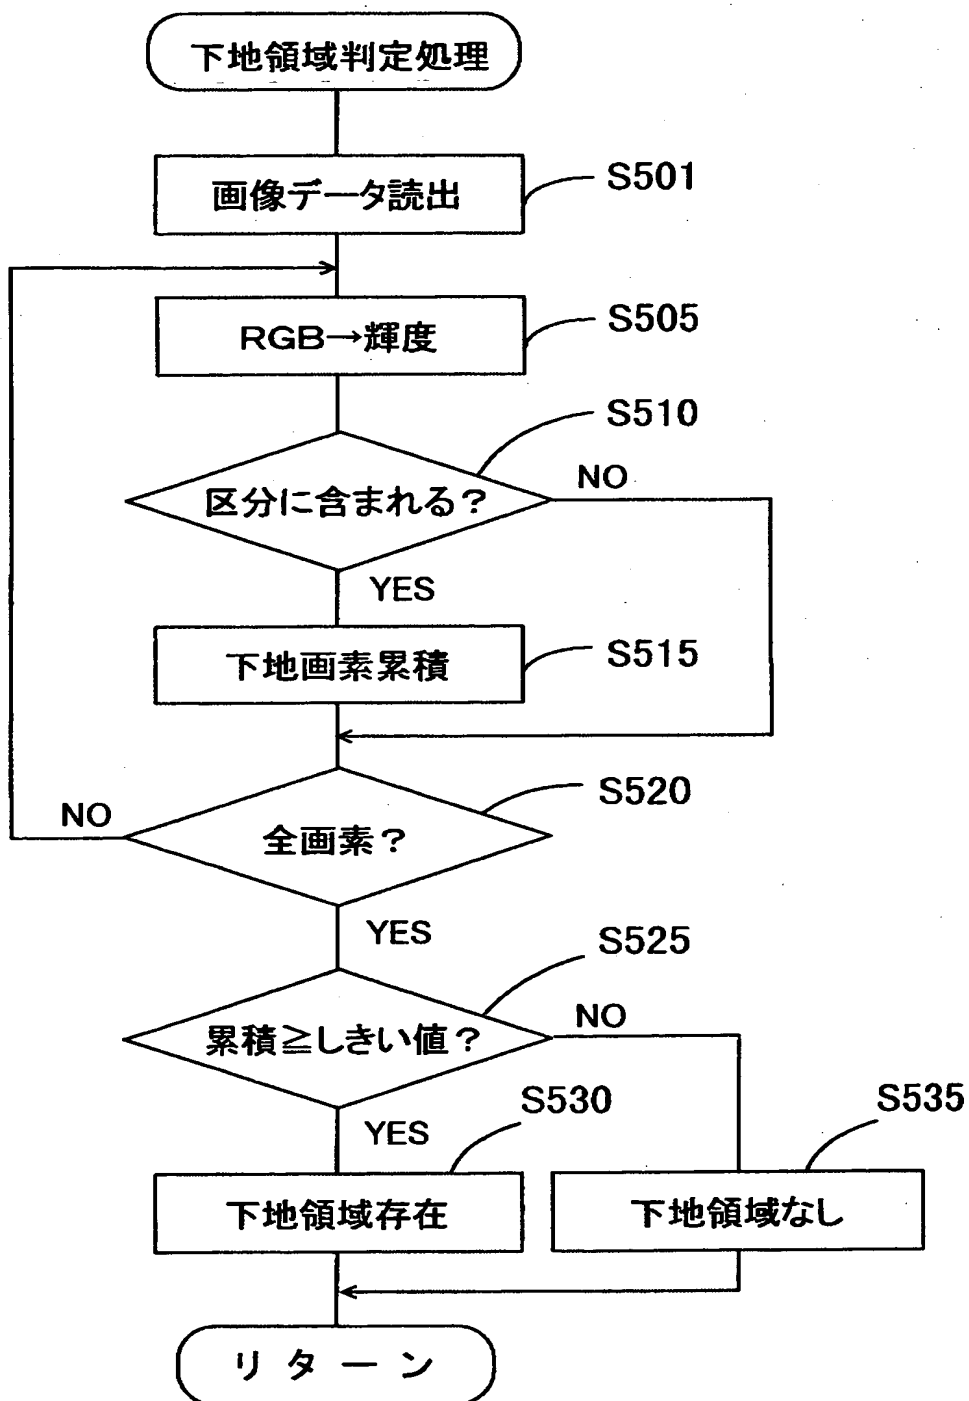 下地領域判定処理
画像データ読出
S501
RGB→輝度
S505
S510
区分に含まれる?
NO
YES
下地画素累積
S515
S520
NO
全画素?
YES
S525
累積≧しきい値?
NO
YES
S530
S535
下地領域存在
下地領域なし
リターン